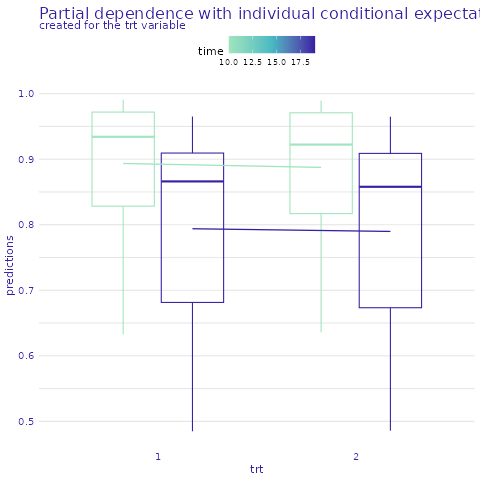 Partial dependence with individual conditional expectat
created for the trt variable
time
10.0 12.5 15.0 17.5
1.0
0.9
0.8
0.7
0.6
0.5
predictions
1 2
trt